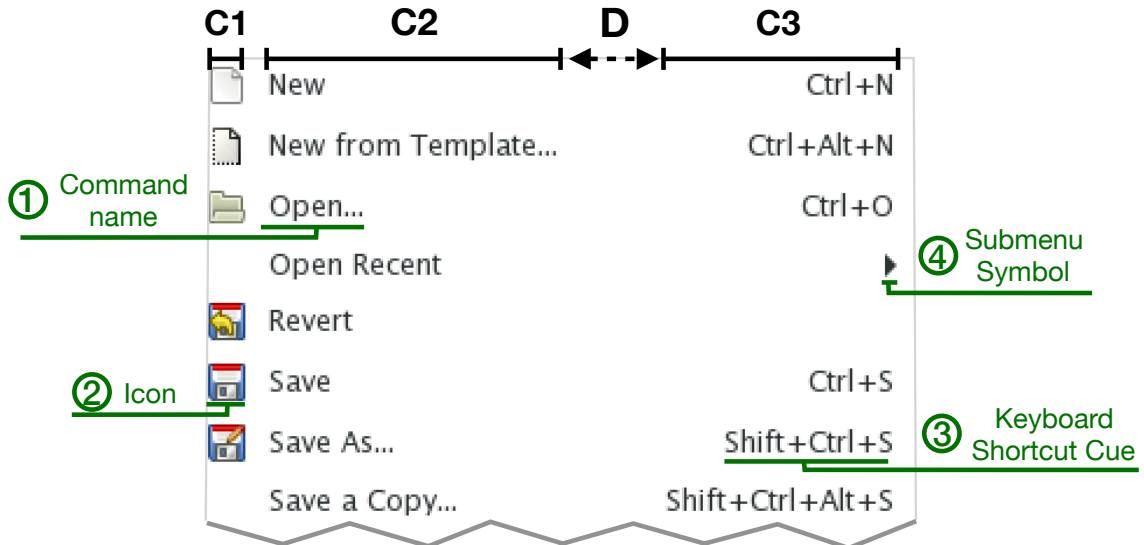 C1 C2 D C3
New Ctrl+N
New from Template... Ctrl+Alt+N
① Command name
Open... Ctrl+O
Open Recent
④ Submenu Symbol
Revert
② Icon
Save Ctrl+S
Save As... Shift+Ctrl+S
③ Keyboard Shortcut Cue
Save a Copy... Shift+Ctrl+Alt+S